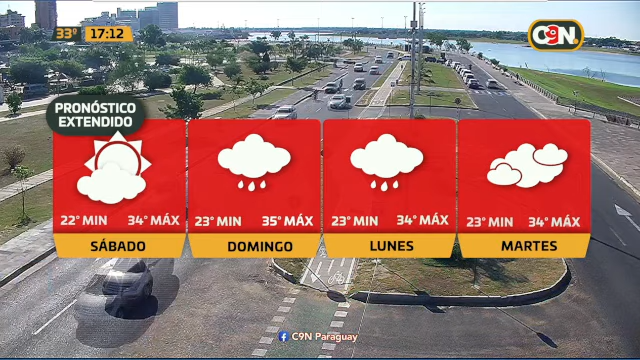 33° 17:12
C9N
PRONÓSTICO
EXTENDIDO
22° MIN 34° MÁX
SÁBADO
23° MIN 35° MÁX
DOMINGO
23° MIN 34° MÁX
LUNES
23° MIN 34° MÁX
MARTES
C9N Paraguay